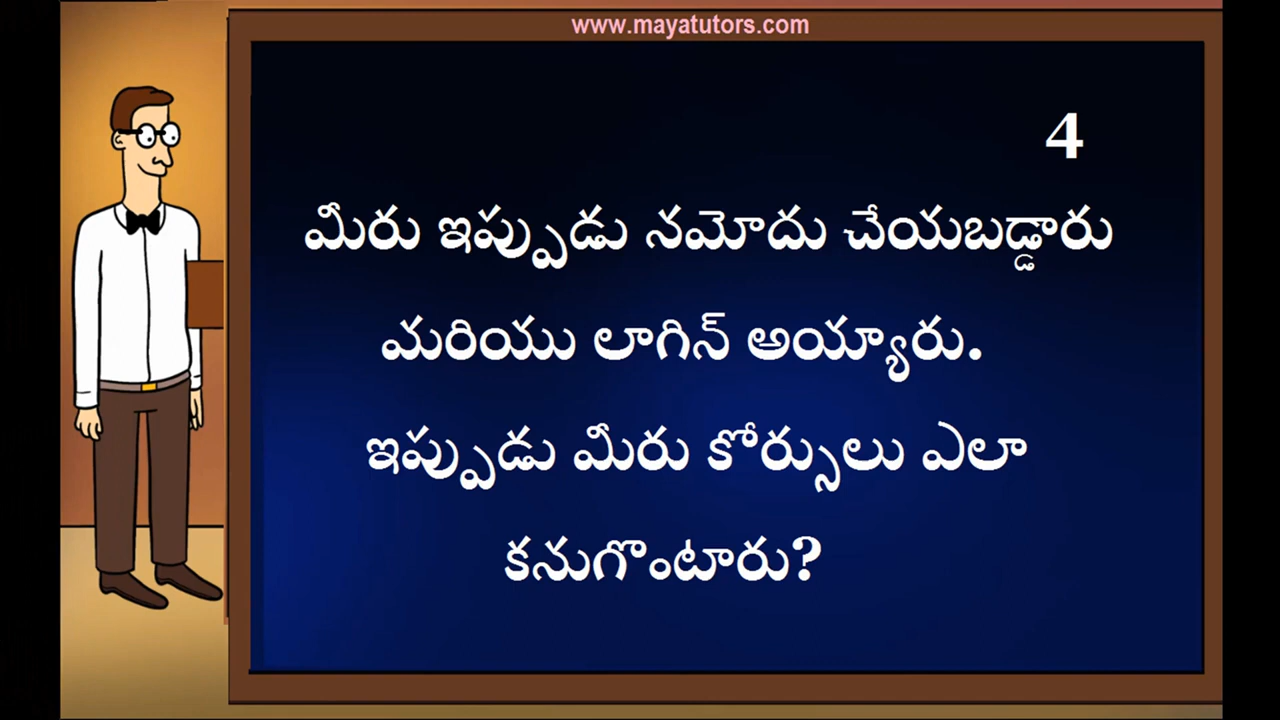 www.mayatutors.com
4
మీరు ఇప్పుడు నమోదు చేయబడ్డారు
మరియు లాగిన్ అయ్యారు.
ఇప్పుడు మీరు కోర్సులు ఎలా
కనుగొంటారు?